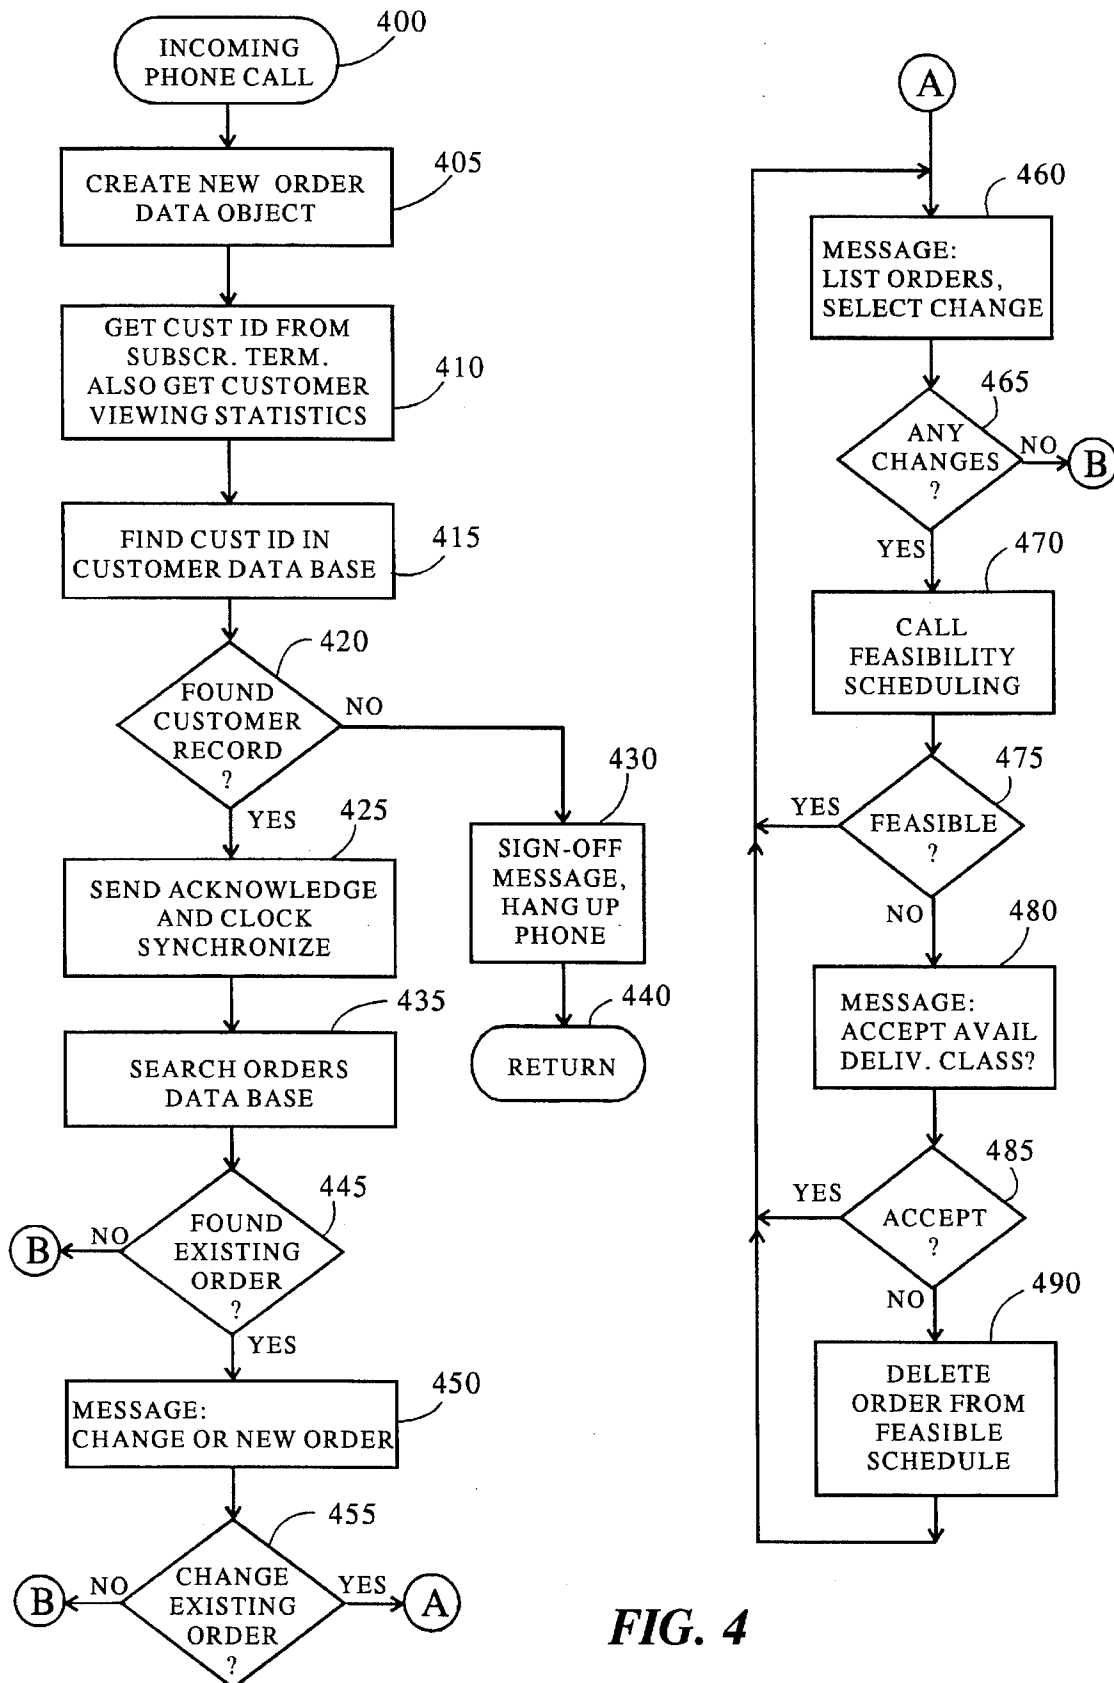 INCOMING
PHONE CALL
400
CREATE NEW ORDER
DATA OBJECT
405
GET CUST ID FROM
SUBSCR. TERM.
ALSO GET CUSTOMER
VIEWING STATISTICS
410
FIND CUST ID IN
CUSTOMER DATA BASE
415
FOUND
CUSTOMER
RECORD
?
420
NO
YES
SEND ACKNOWLEDGE
AND CLOCK
SYNCHRONIZE
425
SIGN-OFF
MESSAGE,
HANG UP
PHONE
430
RETURN
440
SEARCH ORDERS
DATA BASE
435
FOUND
EXISTING
ORDER
?
445
NO
B
YES
MESSAGE:
CHANGE OR NEW ORDER
450
CHANGE
EXISTING
ORDER
?
455
NO
B
YES
A
A
MESSAGE:
LIST ORDERS,
SELECT CHANGE
460
ANY
CHANGES
?
465
NO
B
YES
CALL
FEASIBILITY
SCHEDULING
470
FEASIBLE
?
475
YES
NO
MESSAGE:
ACCEPT AVAIL
DELIV. CLASS?
480
ACCEPT
?
485
YES
NO
DELETE
ORDER FROM
FEASIBLE
SCHEDULE
490
FIG. 4